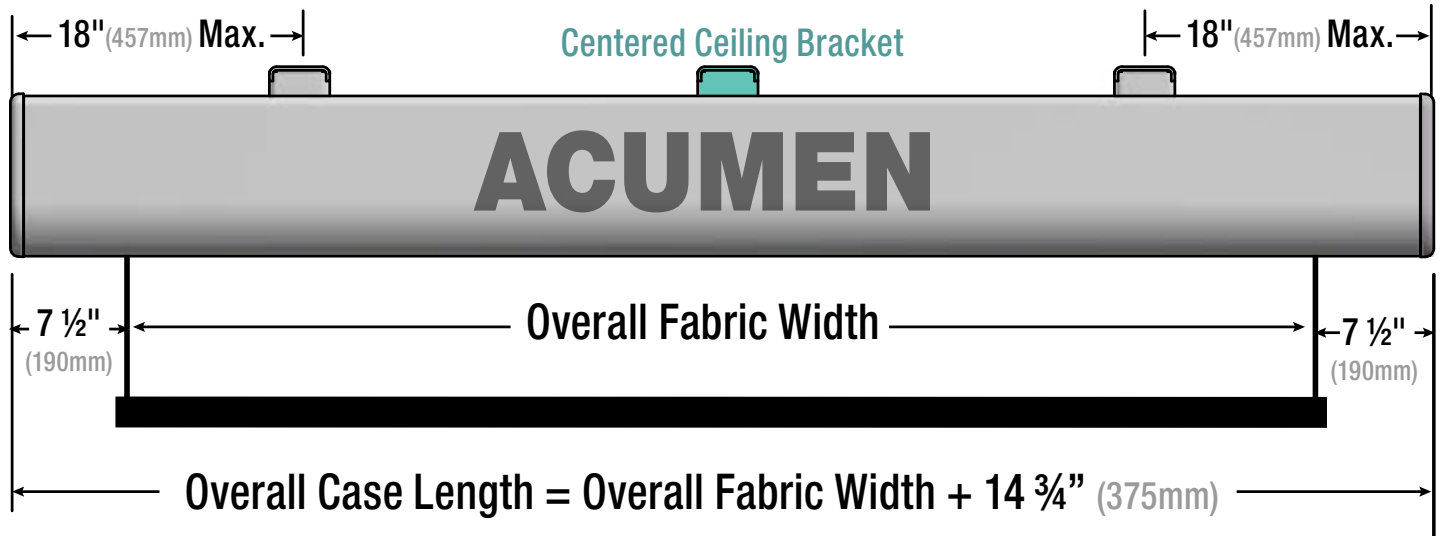 18"(457mm) Max.
Centered Ceiling Bracket
18"(457mm) Max.
ACUMEN
7 ½"
(190mm)
Overall Fabric Width
7 ½"
(190mm)
Overall Case Length = Overall Fabric Width + 14 ¾” (375mm)